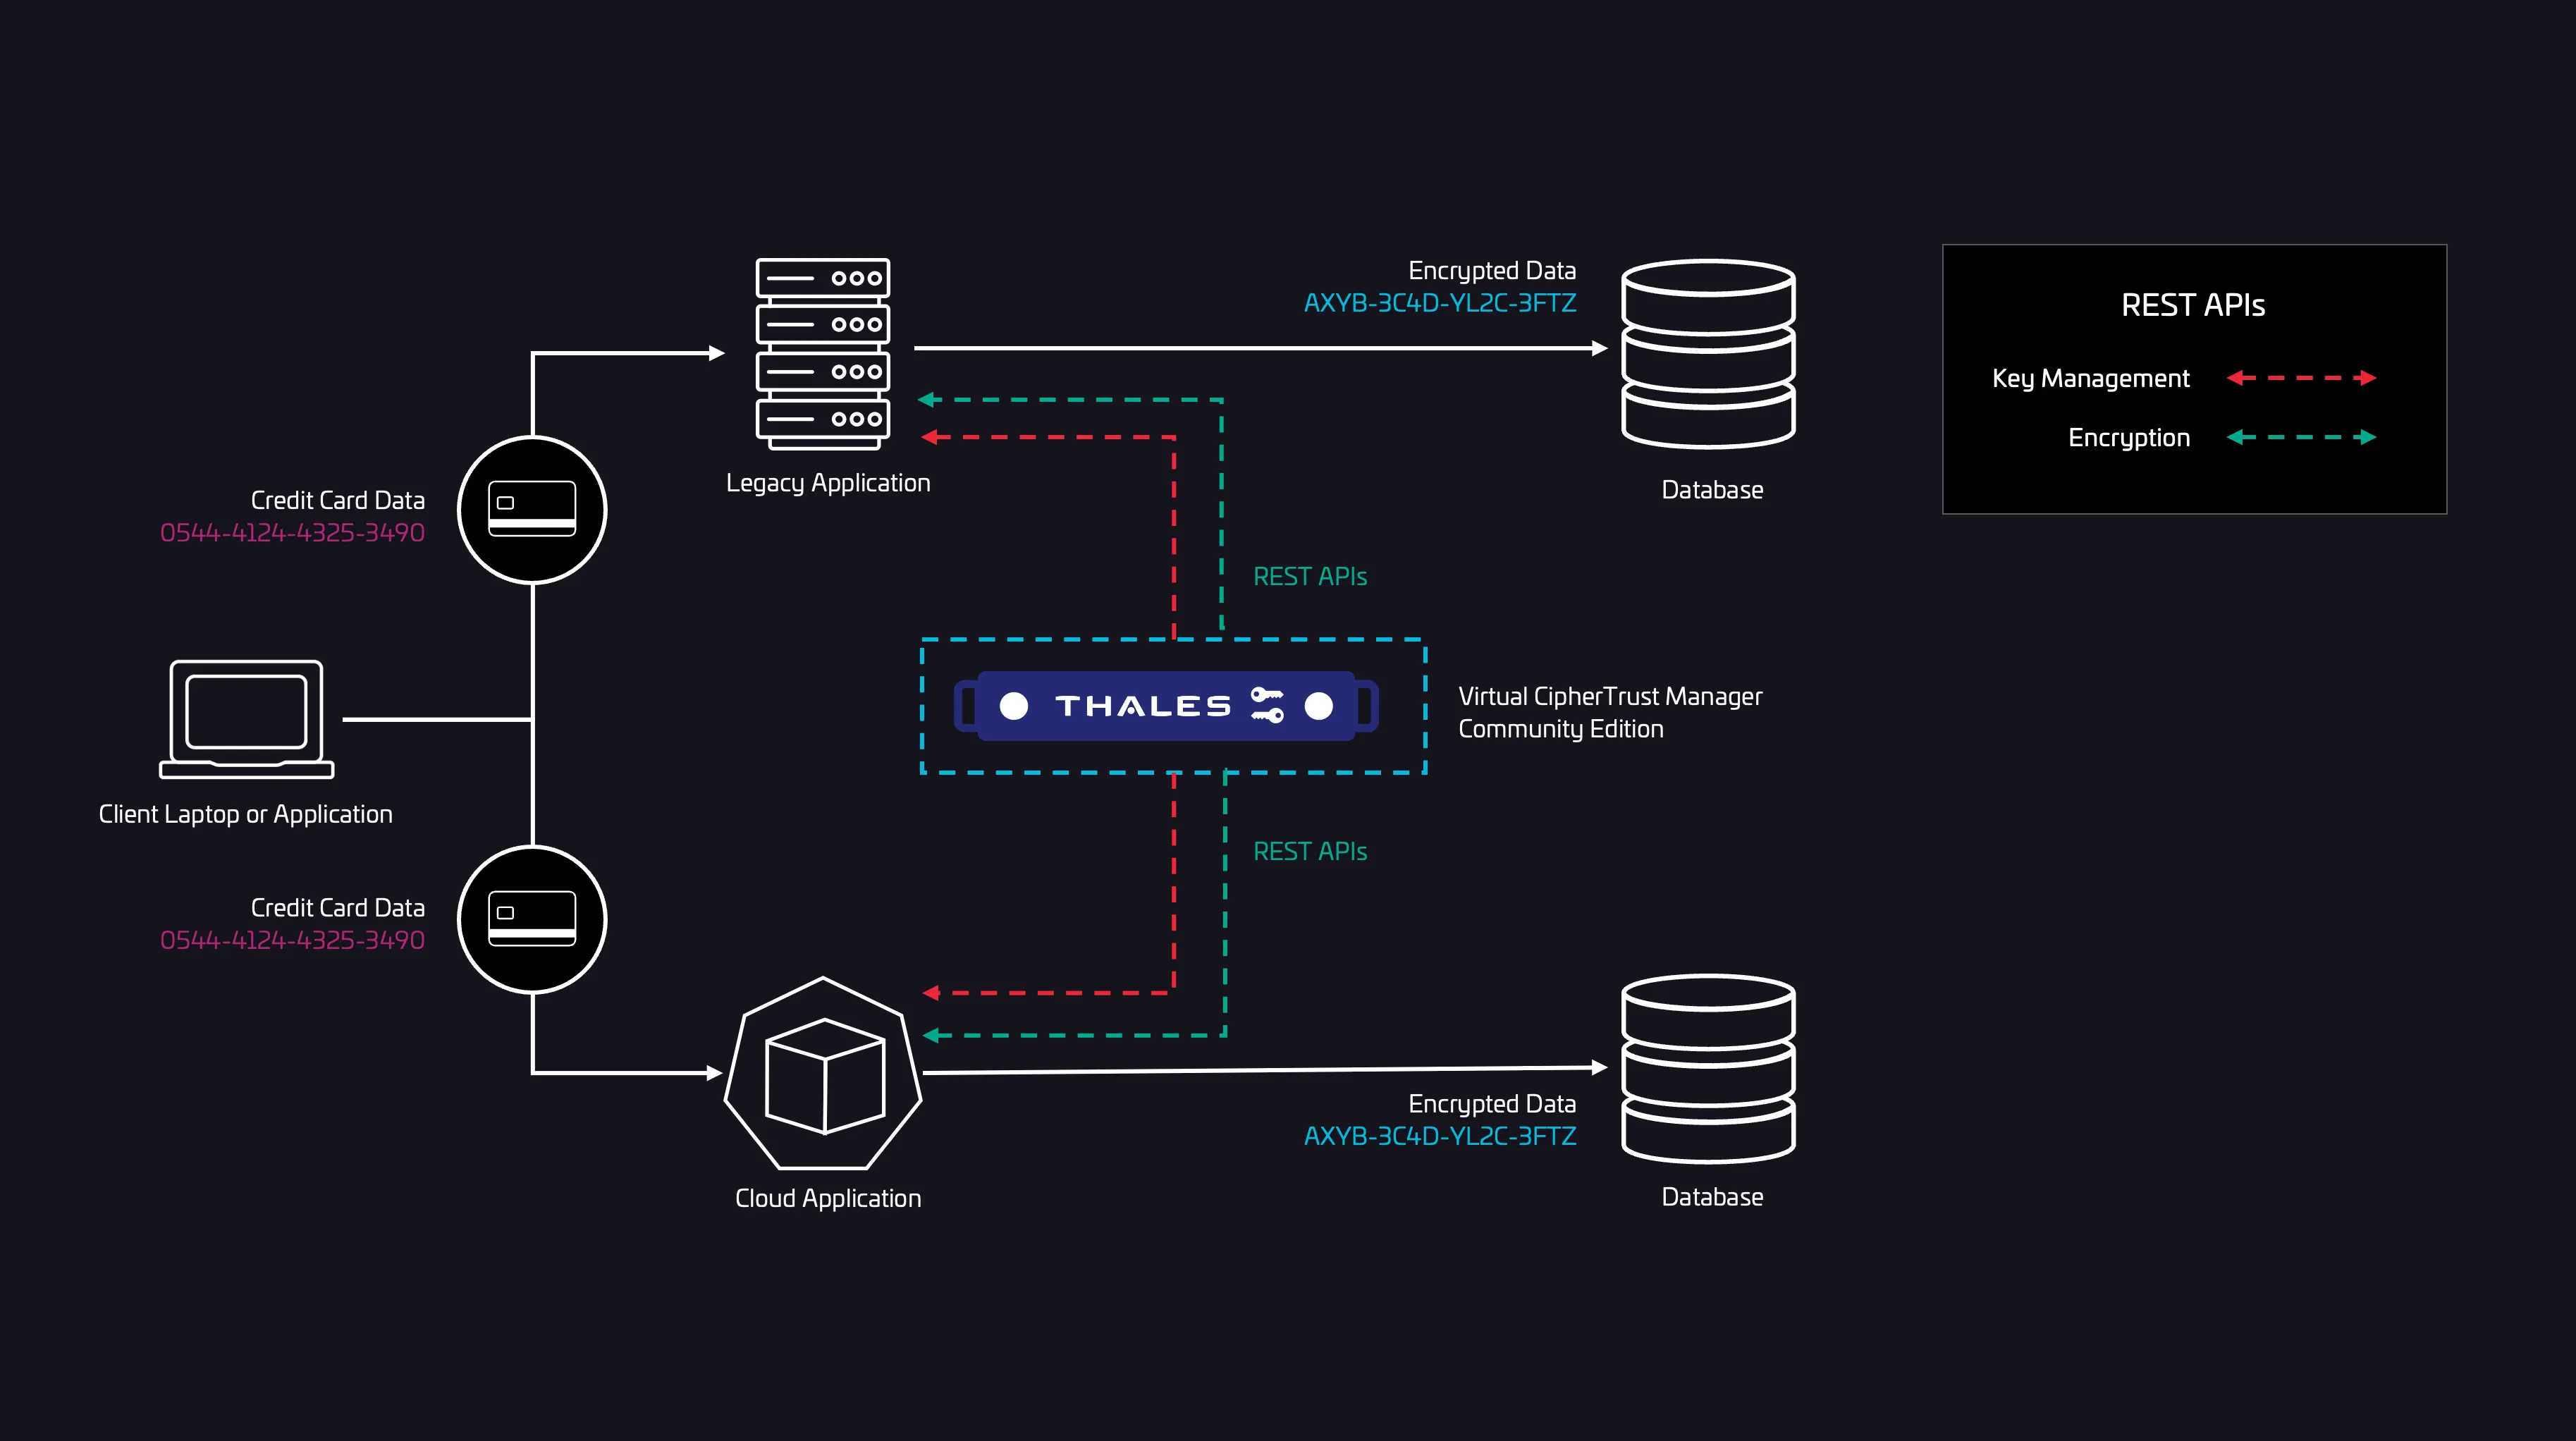 Encrypted Data
AXYB-3C4D-YL2C-3FTZ
REST APIs
Key Management
Encryption
Legacy Application
Database
Credit Card Data
0544-4124-4325-3490
REST APIs
THALES
Virtual CipherTrust Manager
Community Edition
Client Laptop or Application
REST APIs
Credit Card Data
0544-4124-4325-3490
Encrypted Data
AXYB-3C4D-YL2C-3FTZ
Cloud Application
Database